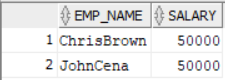 EMP_NAME SALARY
1 ChrisBrown 50000
2 JohnCena 50000